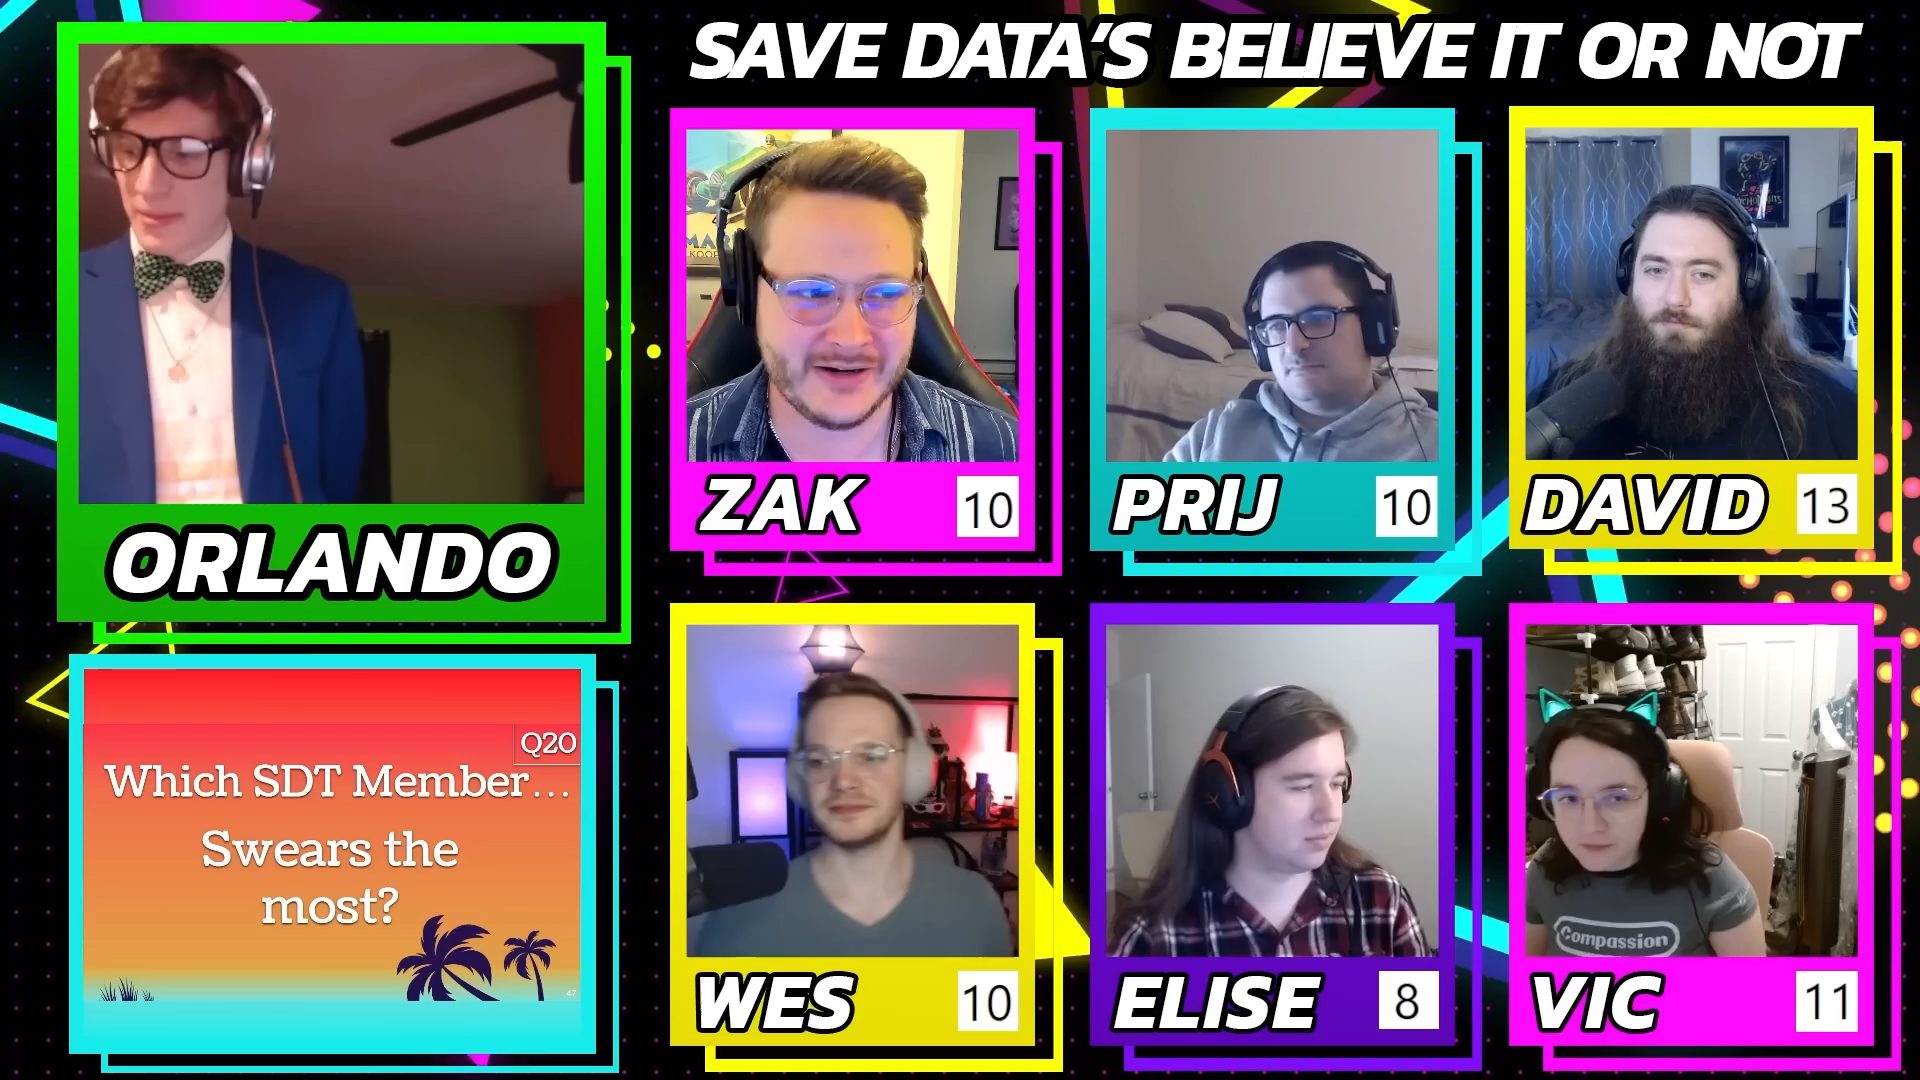 SAVE DATA'S BELIEVE IT OR NOT
ORLANDO
ZAK
10
PRIJ
10
DAVID
13
Q20
Which SDT Member...
Swears the
most?
47
WES
10
ELISE
8
Compassion
VIC
11